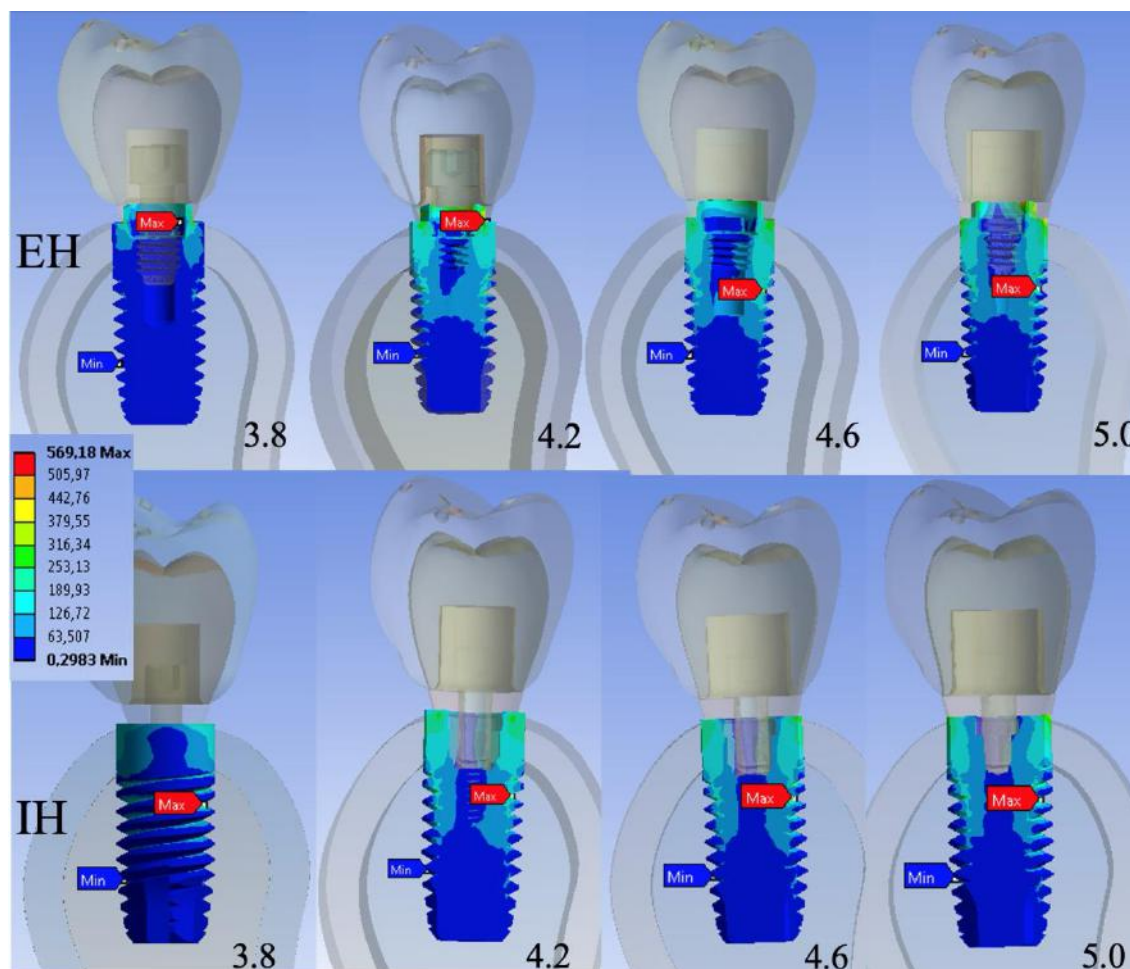 Max
Max
Max
Max
EH
Min
Min
Min
Min
3.8
4.2
4.6
5.0
569,18 Max
505,97
442,76
379,55
316,34
253,13
189,93
126,72
63,507
0,2983 Min
Max
Max
Max
Max
IH
Min
Min
Min
Min
3.8
4.2
4.6
5.0